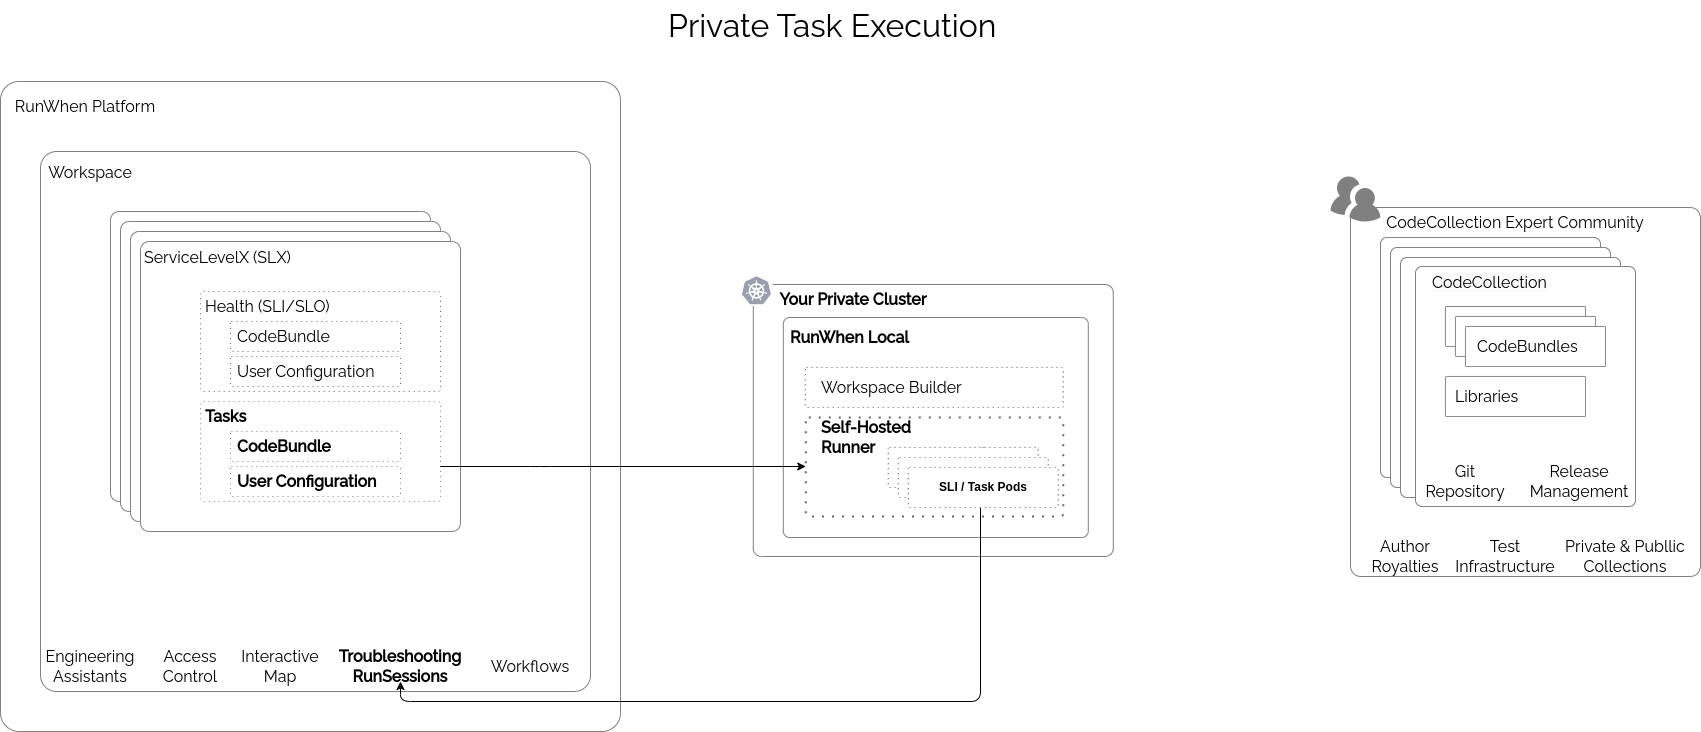 Private Task Execution
RunWhen Platform
Workspace
ServiceLevelX (SLX)
Health (SLI/SLO)
CodeBundle
User Configuration
Tasks
CodeBundle
User Configuration
Engineering
Assistants
Access
Control
Interactive
Map
Troubleshooting
RunSessions
Workflows
Your Private Cluster
RunWhen Local
Workspace Builder
Self-Hosted
Runner
SLI / Task Pods
CodeCollection Expert Community
CodeCollection
CodeBundles
Libraries
Git
Repository
Release
Management
Author
Royalties
Test
Infrastructure
Private & Publlic
Collections